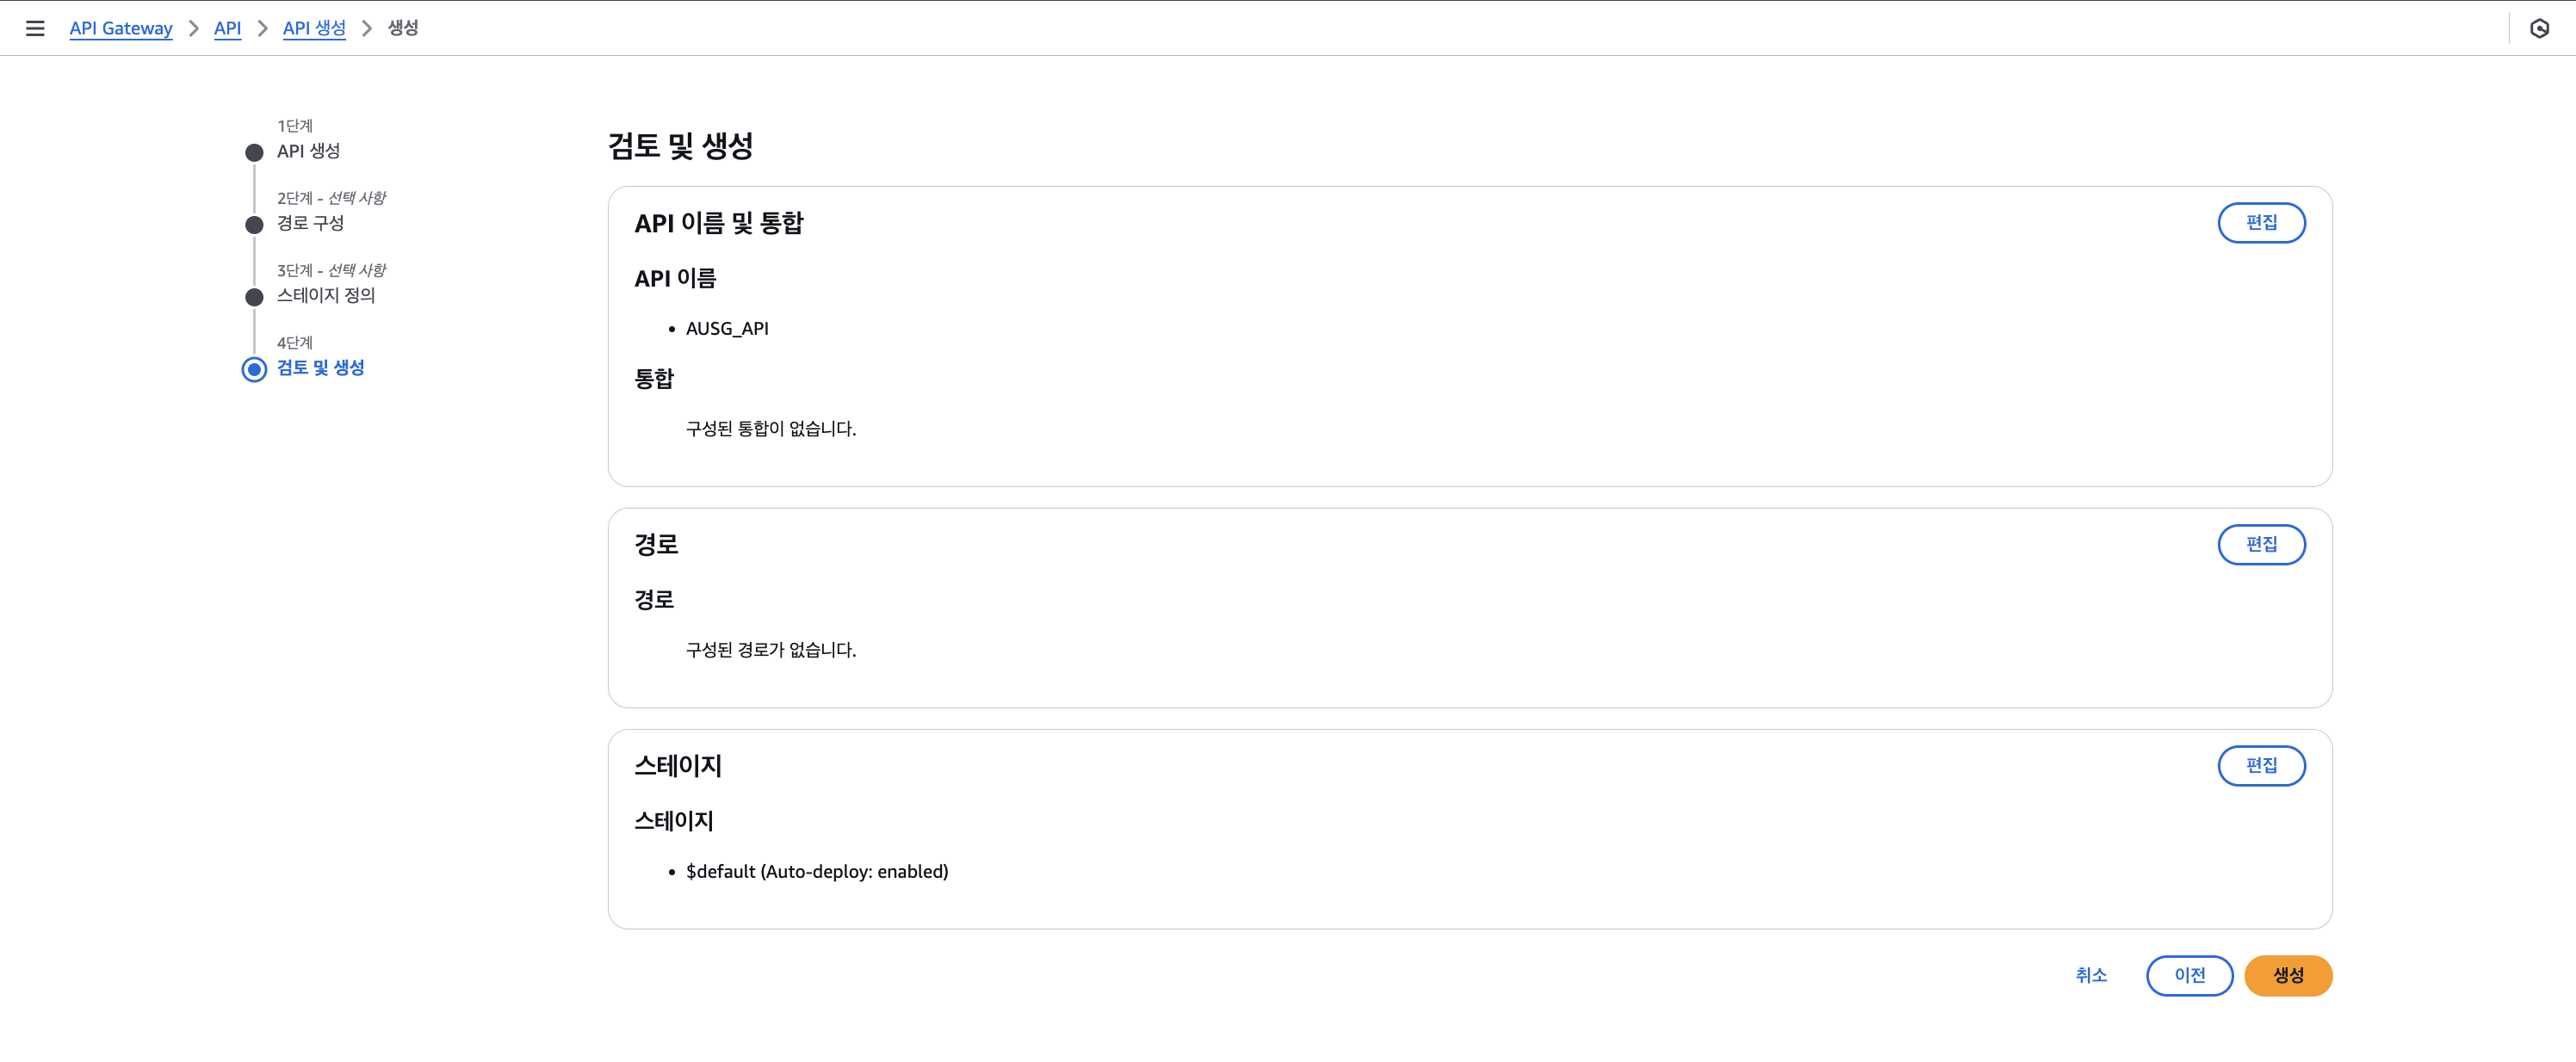 API Gateway > API > API 생성 > 생성
1단계
API 생성
2단계 - 선택 사항
경로 구성
3단계 - 선택 사항
스테이지 정의
4단계
검토 및 생성
검토 및 생성
API 이름 및 통합
편집
API 이름
• AUSG_API
통합
구성된 통합이 없습니다.
경로
편집
경로
구성된 경로가 없습니다.
스테이지
편집
스테이지
• $default (Auto-deploy: enabled)
취소
이전
생성